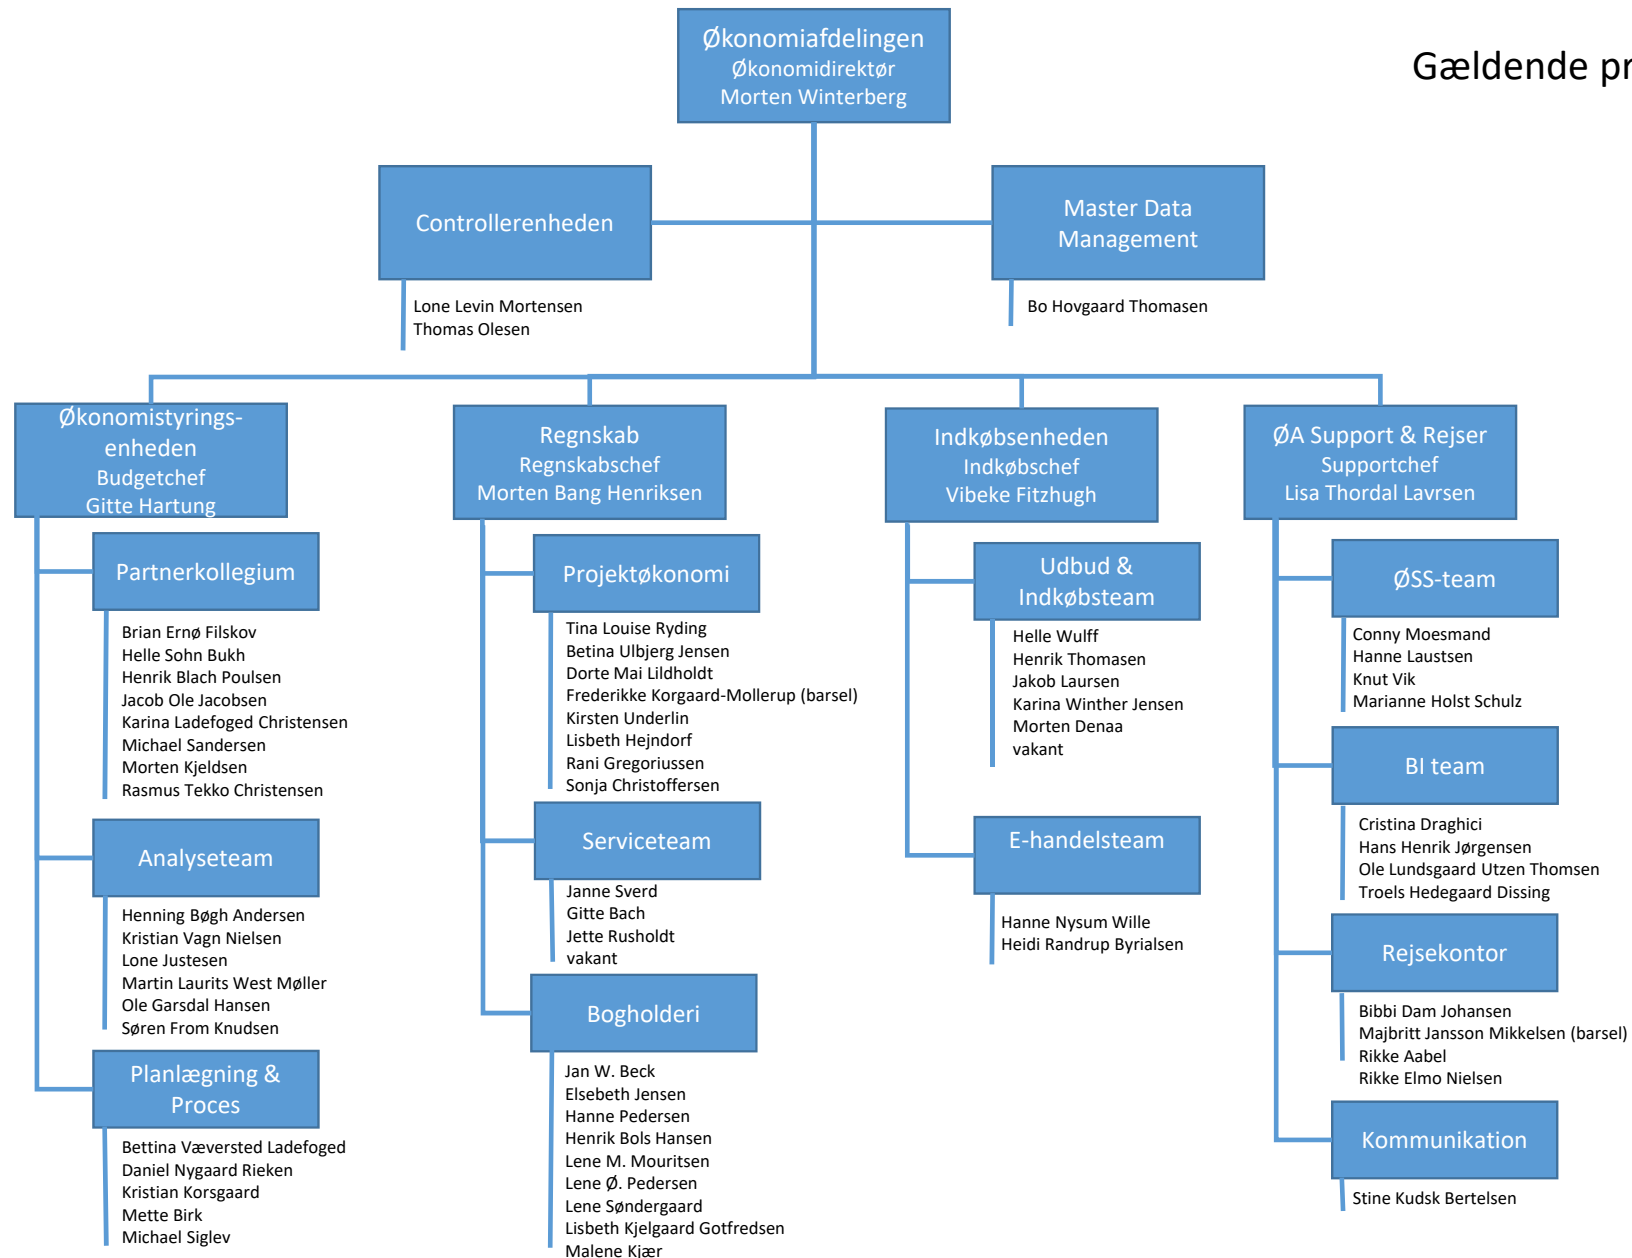 Økonomiafdelingen
Økonomidirektør
Morten Winterberg
Gældende pr
Controllerenheden
Lone Levin Mortensen
Thomas Olesen
Master Data
Management
Bo Hovgaard Thomasen
Økonomistyrings-
enheden
Budgetchef
Gitte Hartung
Partnerkollegium
Brian Ernø Filskov
Helle Sohn Bukh
Henrik Blach Poulsen
Jacob Ole Jacobsen
Karina Ladefoged Christensen
Michael Sandersen
Morten Kjeldsen
Rasmus Tekko Christensen
Analyseteam
Henning Bøgh Andersen
Kristian Vagn Nielsen
Lone Justesen
Martin Laurits West Møller
Ole Garsdal Hansen
Søren From Knudsen
Planlægning &
Proces
Bettina Væversted Ladefoged
Daniel Nygaard Rieken
Kristian Korsgaard
Mette Birk
Michael Siglev
Regnskab
Regnskabschef
Morten Bang Henriksen
Projektøkonomi
Tina Louise Ryding
Betina Ulbjerg Jensen
Dorte Mai Lildholdt
Frederikke Korgaard-Mollerup (barsel)
Kirsten Underlin
Lisbeth Hejndorf
Rani Gregoriussen
Sonja Christoffersen
Serviceteam
Janne Sverd
Gitte Bach
Jette Rusholdt
vakant
Bogholderi
Jan W. Beck
Elsebeth Jensen
Hanne Pedersen
Henrik Bols Hansen
Lene M. Mouritsen
Lene Ø. Pedersen
Lene Søndergaard
Lisbeth Kjelgaard Gotfredsen
Malene Kjær
Indkøbsenheden
Indkøbschef
Vibeke Fitzhugh
Udbud &
Indkøbsteam
Helle Wulff
Henrik Thomasen
Jakob Laursen
Karina Winther Jensen
Morten Denaa
vakant
E-handelsteam
Hanne Nysum Wille
Heidi Randrup Byrialsen
ØA Support & Rejser
Supportchef
Lisa Thordal Lavrsen
ØSS-team
Conny Moesmand
Hanne Laustsen
Knut Vik
Marianne Holst Schulz
BI team
Cristina Draghici
Hans Henrik Jørgensen
Ole Lundsgaard Utzen Thomsen
Troels Hedegaard Dissing
Rejsekontor
Bibbi Dam Johansen
Majbritt Jansson Mikkelsen (barsel)
Rikke Aabel
Rikke Elmo Nielsen
Kommunikation
Stine Kudsk Bertelsen